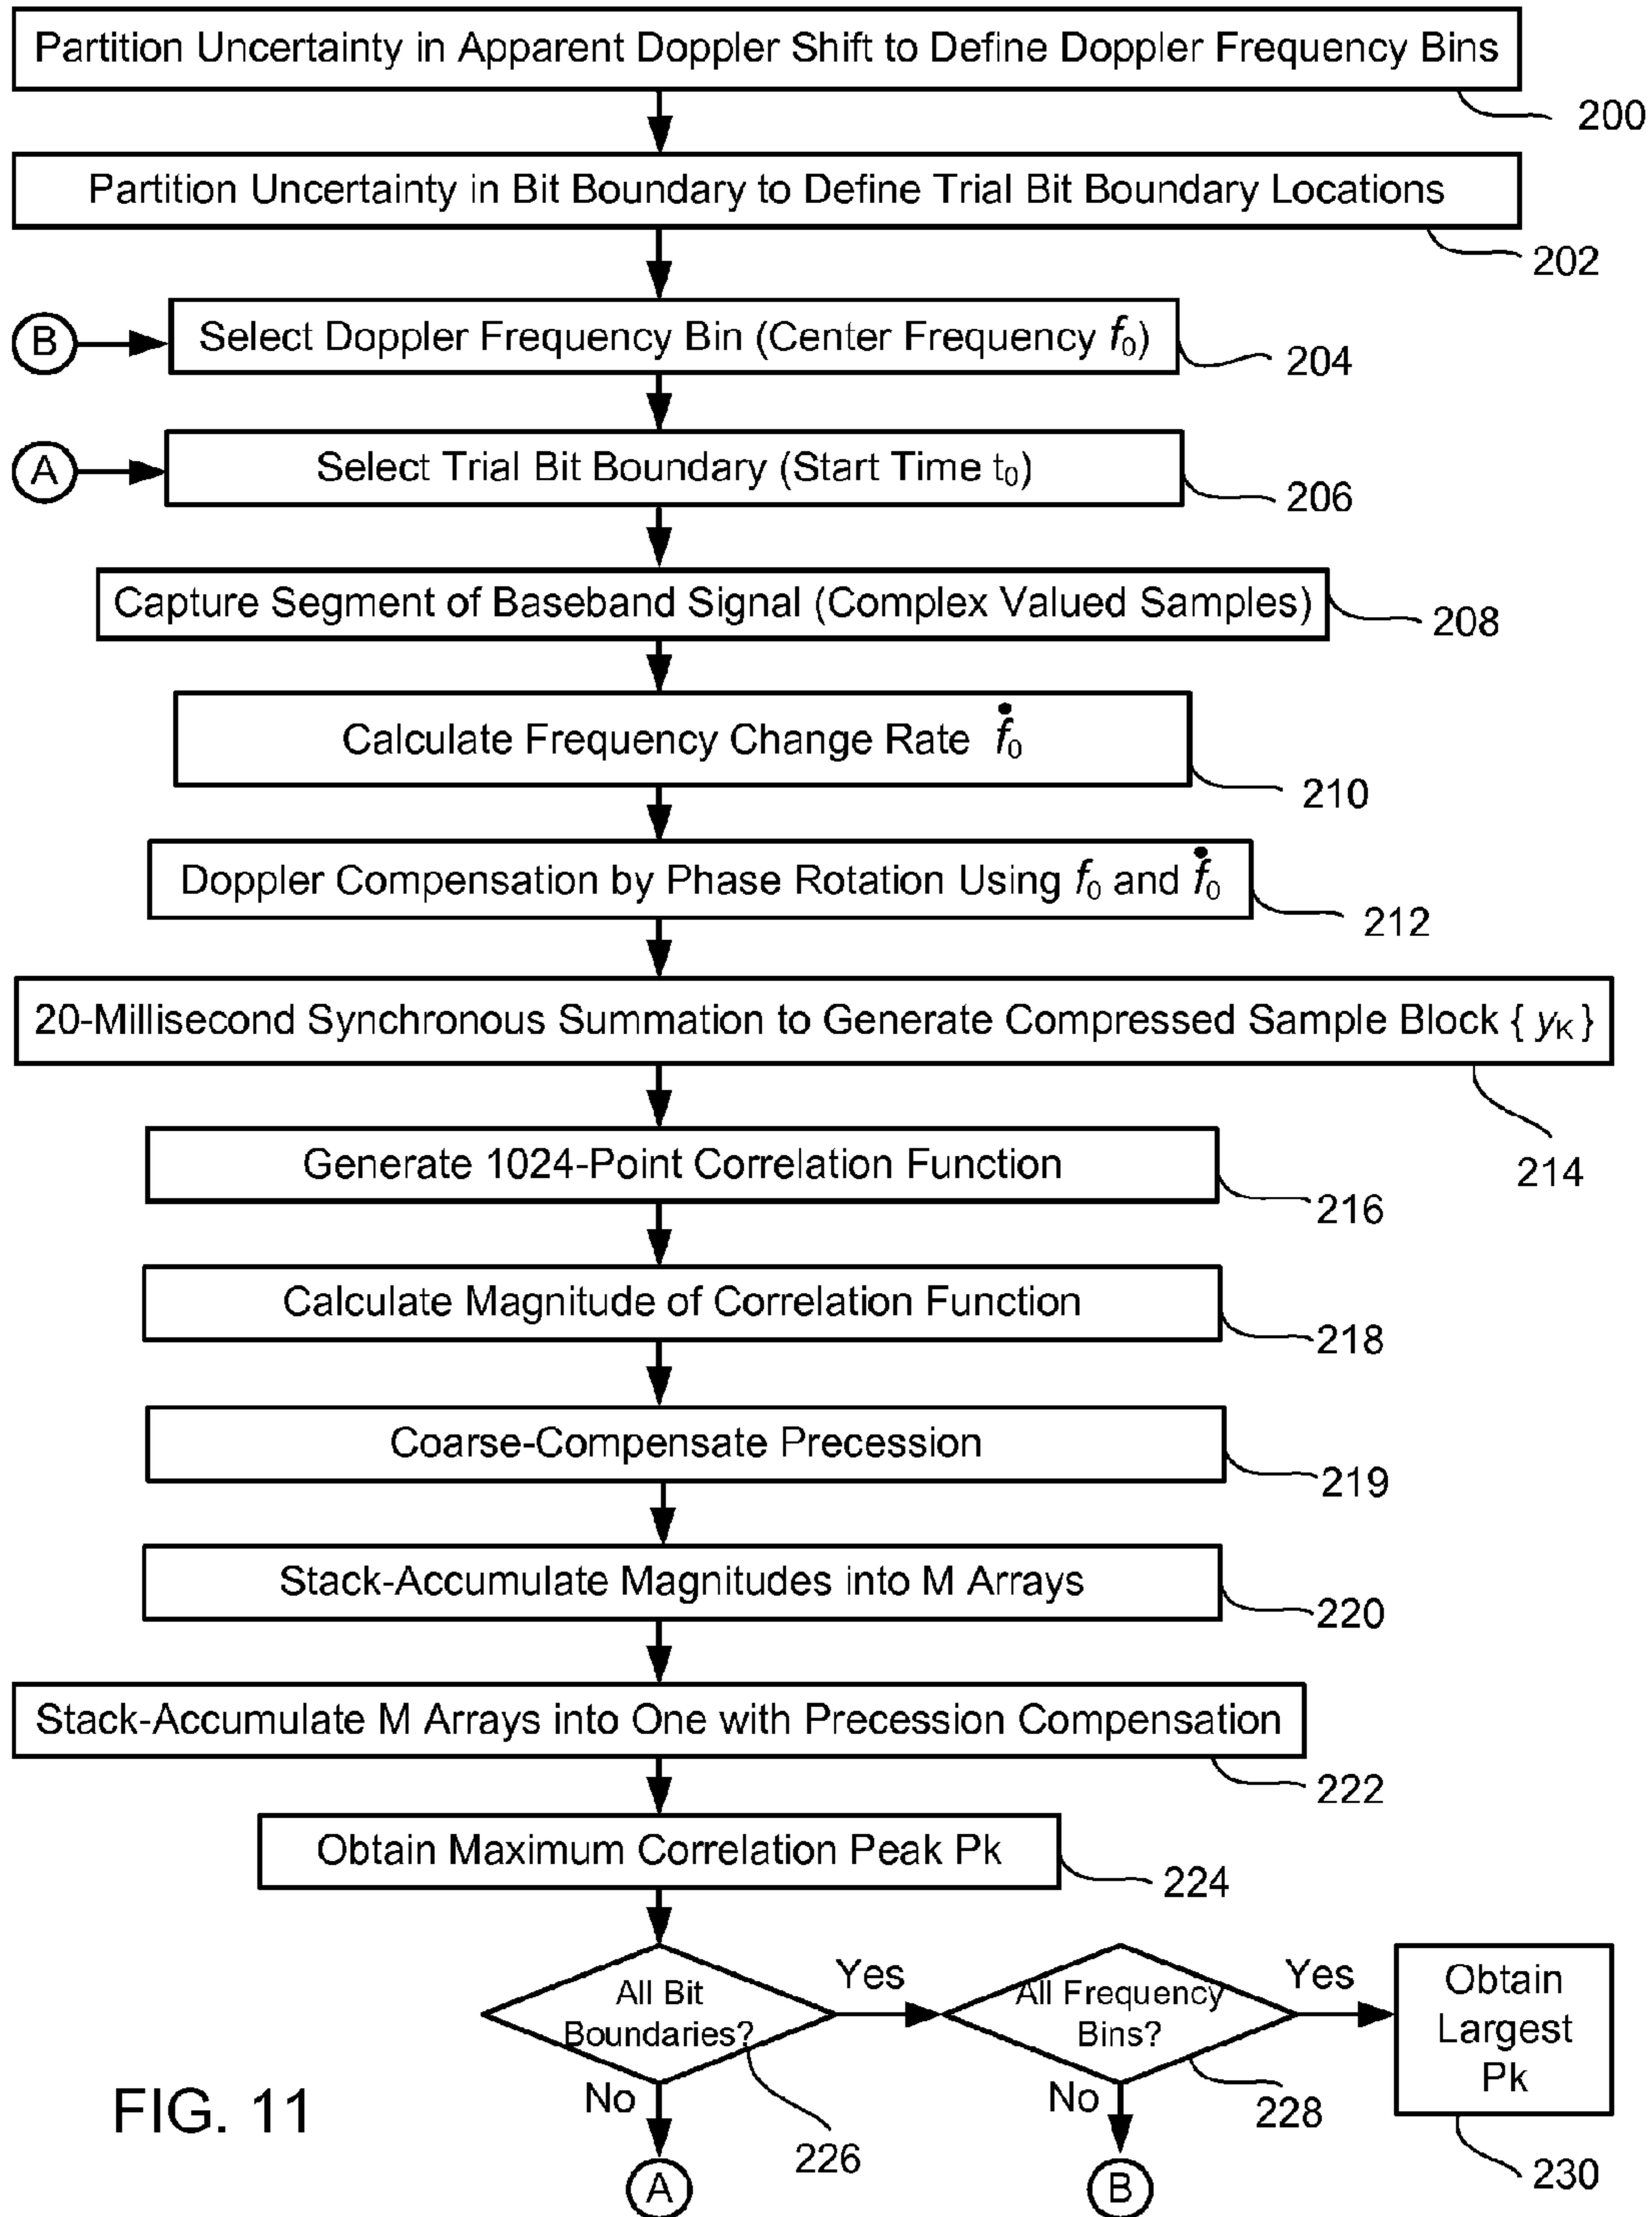 Partition Uncertainty in Apparent Doppler Shift to Define Doppler Frequency Bins
200
Partition Uncertainty in Bit Boundary to Define Trial Bit Boundary Locations
202
B
Select Doppler Frequency Bin (Center Frequency f₀)
204
A
Select Trial Bit Boundary (Start Time t₀)
206
Capture Segment of Baseband Signal (Complex Valued Samples)
208
Calculate Frequency Change Rate ḟ₀
210
Doppler Compensation by Phase Rotation Using f₀ and ḟ₀
212
20-Millisecond Synchronous Summation to Generate Compressed Sample Block { yK }
214
Generate 1024-Point Correlation Function
216
Calculate Magnitude of Correlation Function
218
Coarse-Compensate Precession
219
Stack-Accumulate Magnitudes into M Arrays
220
Stack-Accumulate M Arrays into One with Precession Compensation
222
Obtain Maximum Correlation Peak Pk
224
All Bit
Boundaries?
Yes
All Frequency
Bins?
Yes
Obtain
Largest
Pk
No
226
No
228
230
A
B
FIG. 11